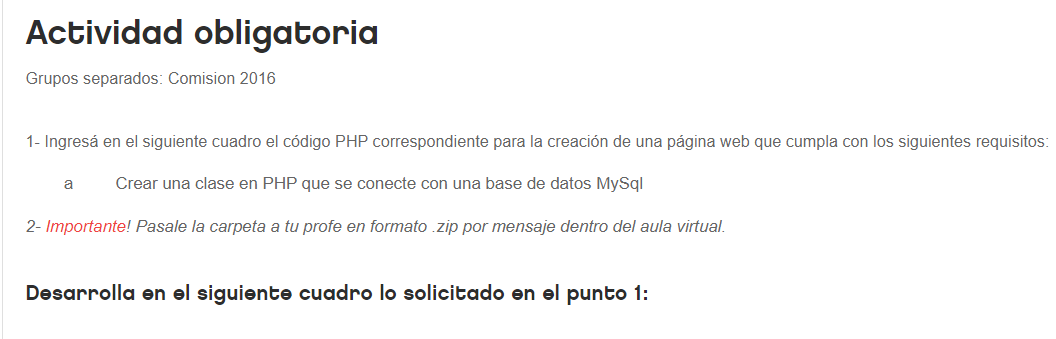 Actividad obligatoria
Grupos separados: Comision 2016
1- Ingresá en el siguiente cuadro el código PHP correspondiente para la creación de una página web que cumpla con los siguientes requisitos:
a Crear una clase en PHP que se conecte con una base de datos MySql
2- Importante! Pasale la carpeta a tu profe en formato .zip por mensaje dentro del aula virtual.
Desarrolla en el siguiente cuadro lo solicitado en el punto 1: